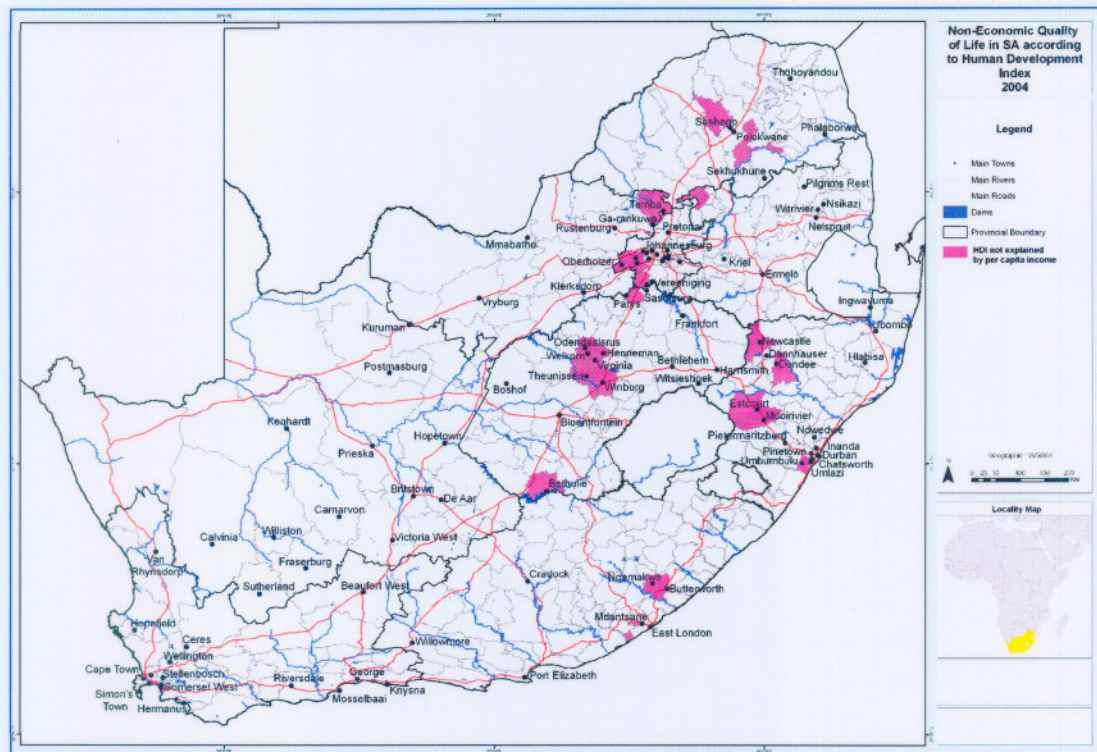 Non-Economic Quality
of Life in SA according
to Human Development
Index
2004
Legend
Main Towns
Main Rivers
Main Roads
Dams
Provincial Boundary
HDI not explained
by per capita income
Locality Map
Thohoyandou
Seshego
Polokwane
Phalaborwa
Sekhukhune
Pilgrims Rest
Temba
Witrivier
Nsikazi
Ga-rankuwa
Nelspruit
Rustenburg
Pretoria
Mmabatho
Johannesburg
Oberholzer
Kriel
Ermelo
Vereeniging
Klerksdorp
Sasolburg
Vryburg
Parys
Ingwavuma
Frankfort
Kuruman
Ubombo
Newcastle
Odendaalsrus
Dannhauser
Welkom
Henneman
Virginia
Bethlehem
Dundee
Hlabisa
Postmasburg
Harrismith
Theunissen
Witsieshoek
Boshof
Winburg
Estcourt
Mooirivier
Kenhardt
Bloemfontein
Ndwedwe
Hopetown
Pietermaritzburg
Prieska
Inanda
Pinetown
Durban
Umbumbulu
Chatsworth
Umlazi
Bethulie
Britstown
De Aar
Carnarvon
Williston
Calvinia
Victoria West
Van
Rhynsdorp
Fraserburg
Cradock
Nqamakwe
Butterworth
Sutherland
Beaufort West
Mdantsane
East London
Hopefield
Ceres
Willowmore
Wellington
Cape Town
Stellenbosch
George
Port Elizabeth
Somerset West
Riversdale
Knysna
Simon's
Town
Mosselbaai
Hermanus